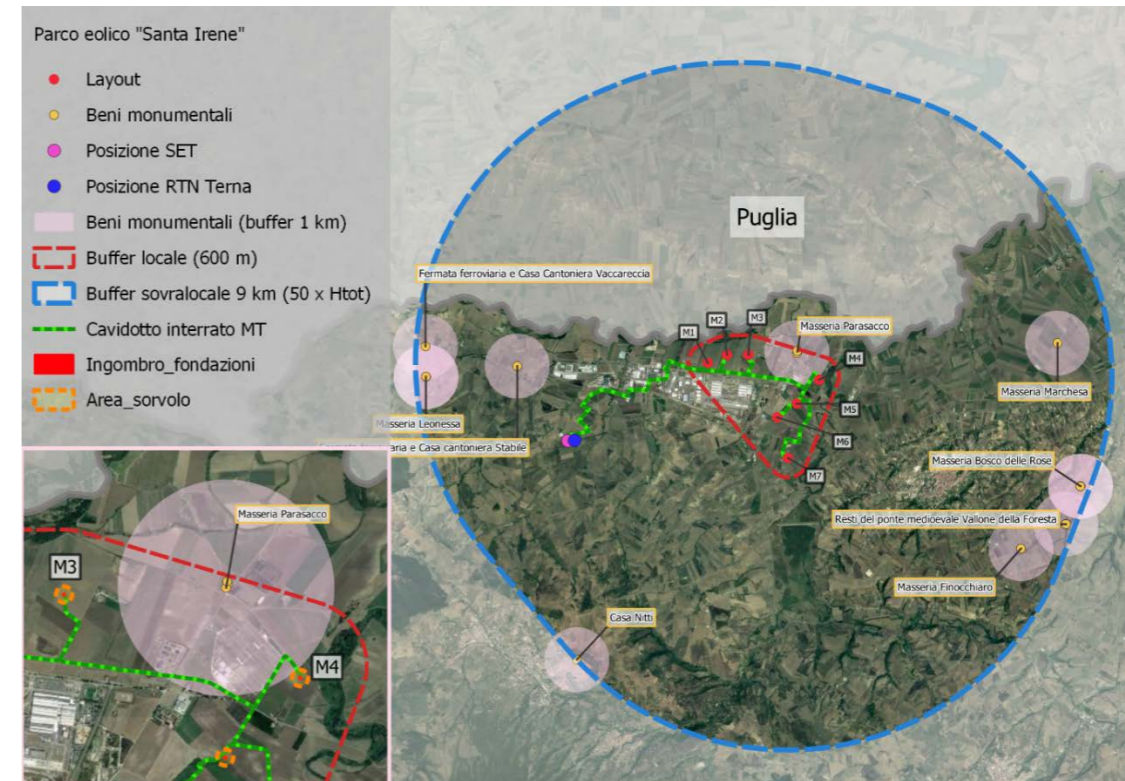 Parco eolico "Santa Irene"
Layout
Beni monumentali
Posizione SET
Posizione RTN Terna
Beni monumentali (buffer 1 km)
Buffer locale (600 m)
Buffer sovralocale 9 km (50 x Htot)
Cavidotto interrato MT
Ingombro_fondazioni
Area_sorvolo
Puglia
Fermata ferroviaria e Casa Cantoniera Vaccareccia
M1
M2
M3
Masseria Parasacco
M4
Masseria Marchesa
M5
Masseria Leonessa
M6
e Casa cantoniera Stabile
M7
Masseria Bosco delle Rose
Resti del ponte medioevale Vallone della Foresta
Masseria Finocchiaro
Casa Nitti
Masseria Parasacco
M3
M4